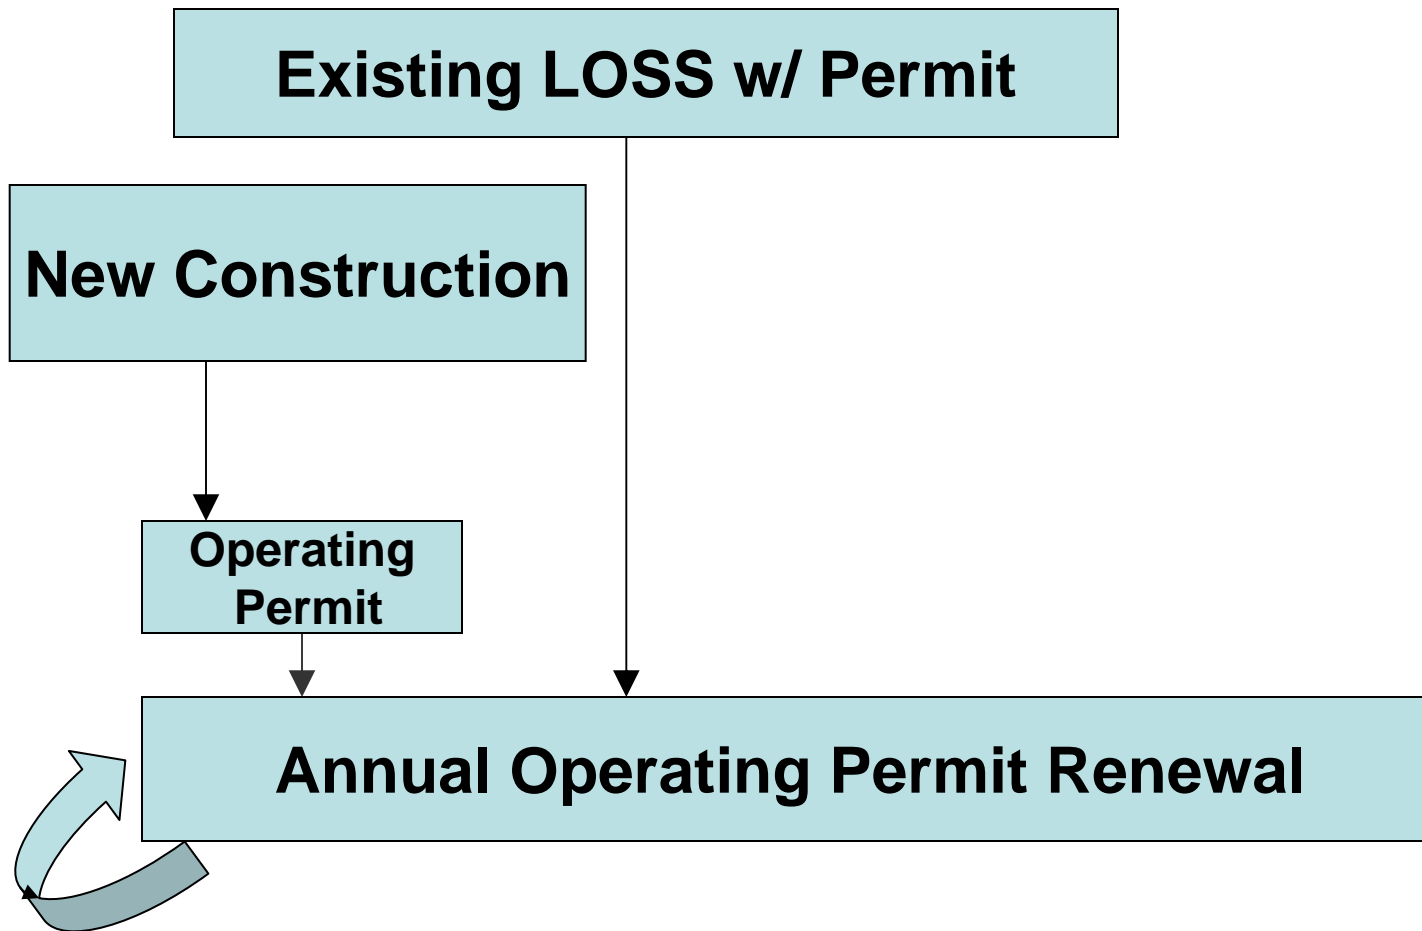 Existing LOSS w/ Permit
New Construction
Operating
Permit
Annual Operating Permit Renewal